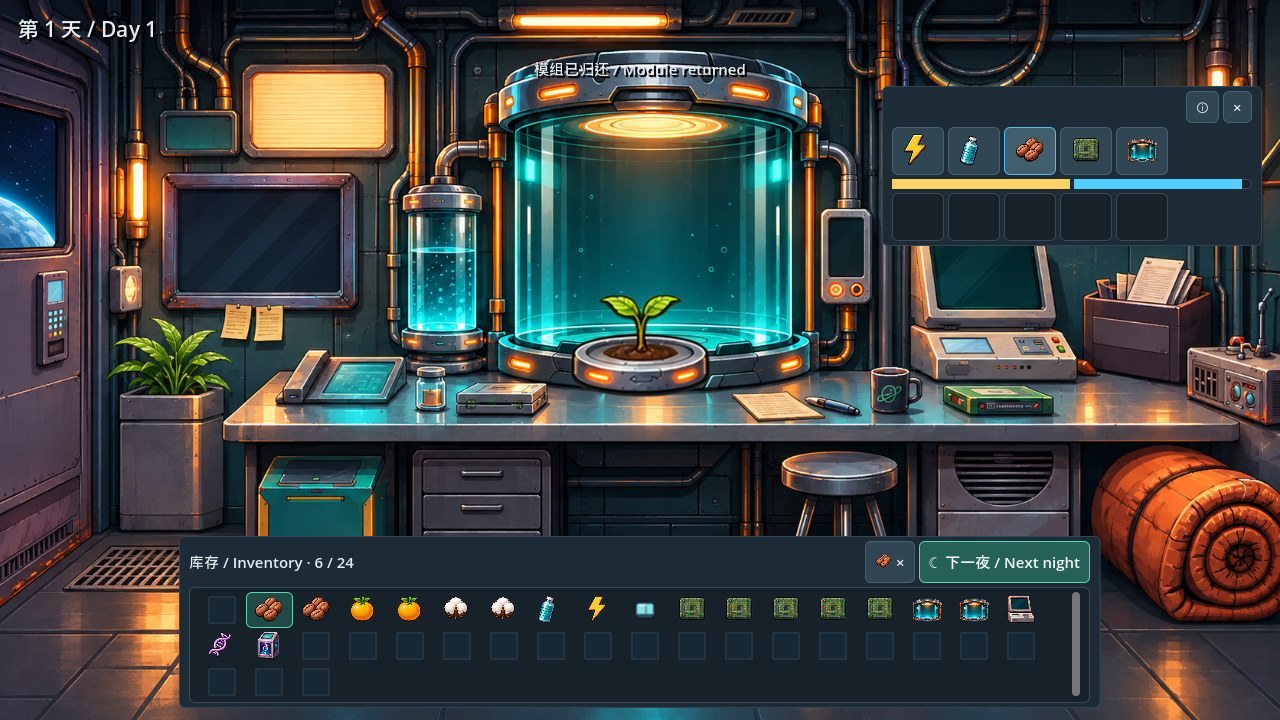 第 1 天 / Day 1
模组已归还 / Module returned
库存 / Inventory · 6 / 24
下一夜 / Next night